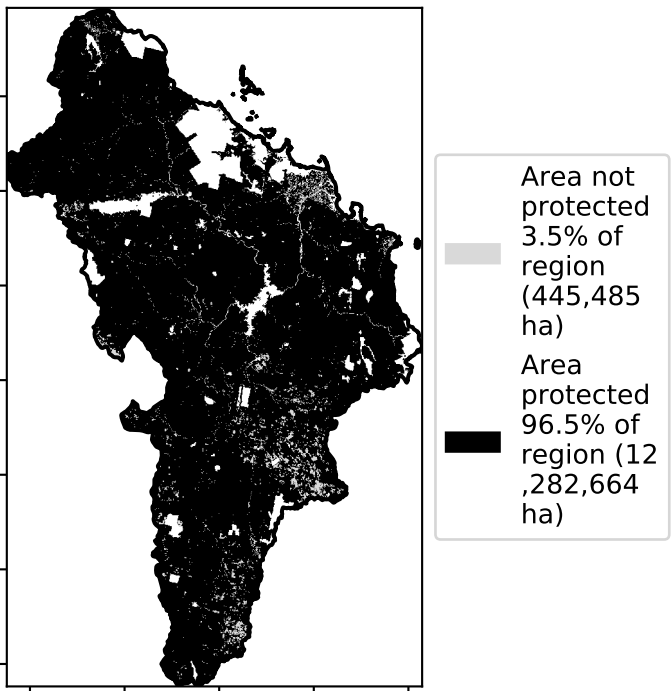 Area not
protected
3.5% of
region
(445,485
ha)
Area
protected
96.5% of
region (12
,282,664
ha)